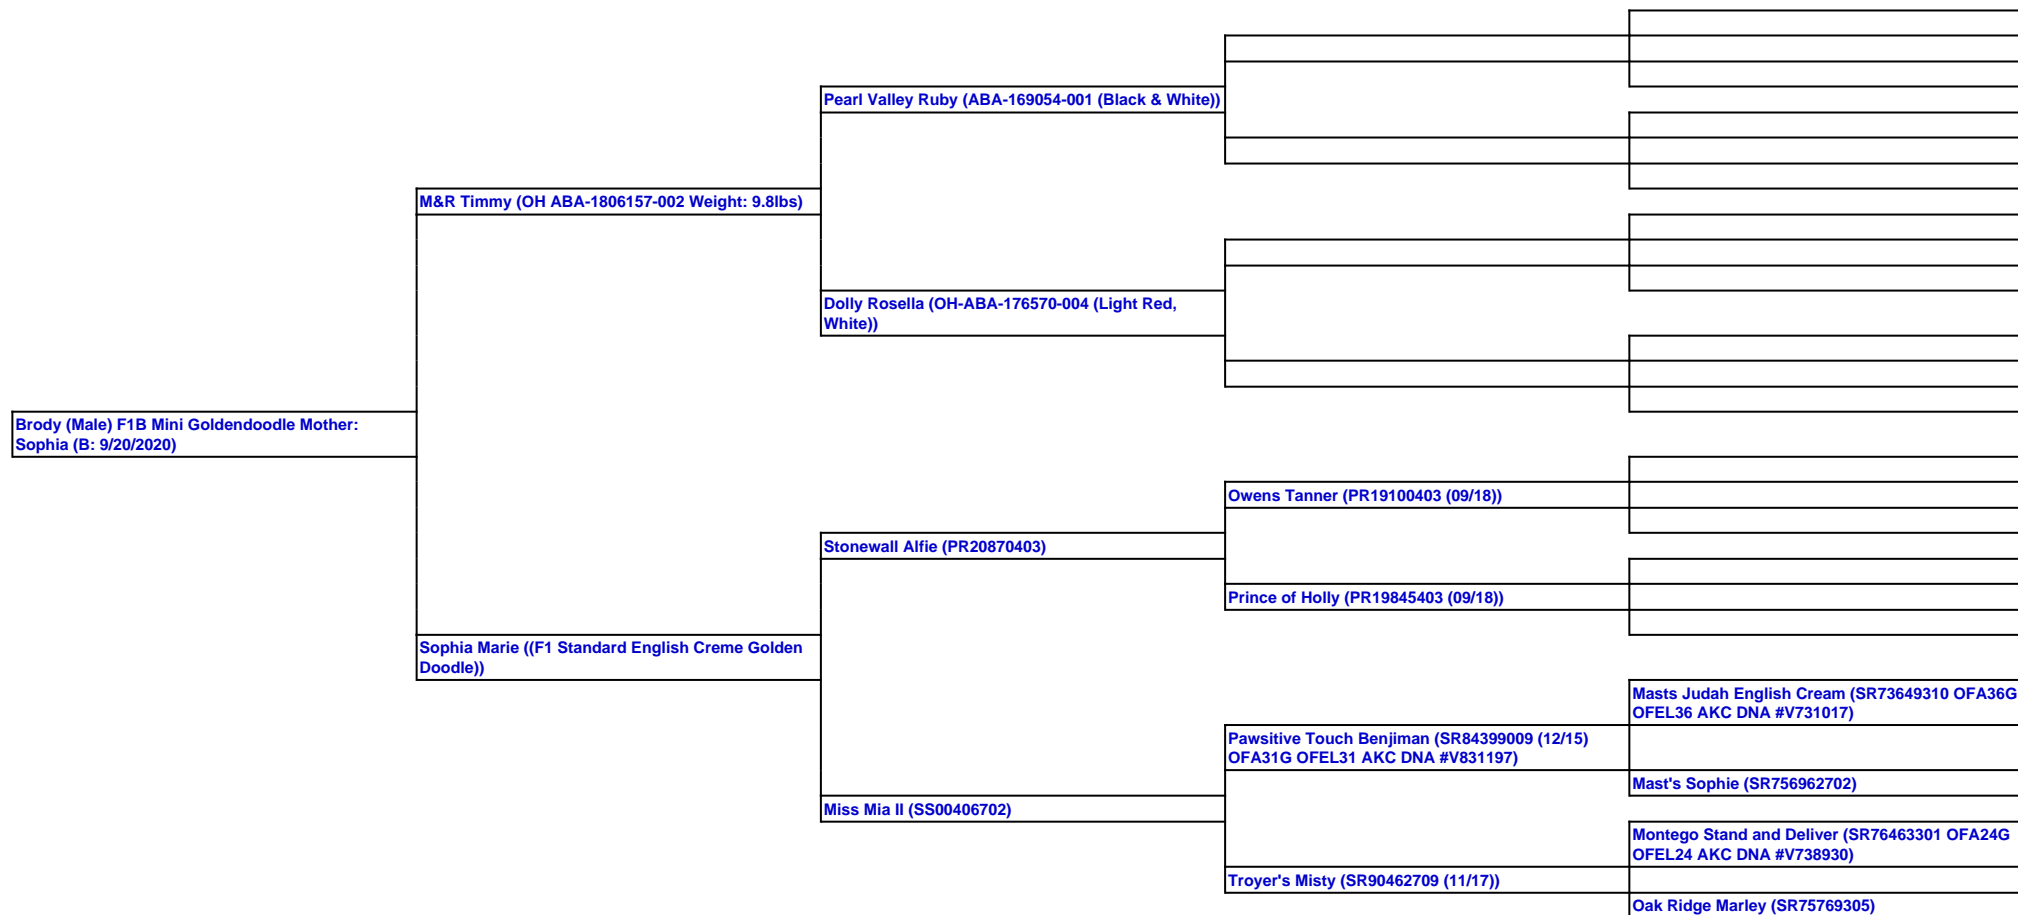 Pearl Valley Ruby (ABA-169054-001 (Black & White))
M&R Timmy (OH ABA-1806157-002 Weight: 9.8lbs)
Dolly Rosella (OH-ABA-176570-004 (Light Red,
White))
Brody (Male) F1B Mini Goldendoodle Mother:
Sophia (B: 9/20/2020)
Owens Tanner (PR19100403 (09/18))
Stonewall Alfie (PR20870403)
Prince of Holly (PR19845403 (09/18))
Sophia Marie ((F1 Standard English Creme Golden
Doodle))
Masts Judah English Cream (SR73649310 OFA36G
OFEL36 AKC DNA #V731017)
Pawsitive Touch Benjiman (SR84399009 (12/15)
OFA31G OFEL31 AKC DNA #V831197)
Mast's Sophie (SR756962702)
Miss Mia II (SS00406702)
Montego Stand and Deliver (SR76463301 OFA24G
OFEL24 AKC DNA #V738930)
Troyer's Misty (SR90462709 (11/17))
Oak Ridge Marley (SR75769305)